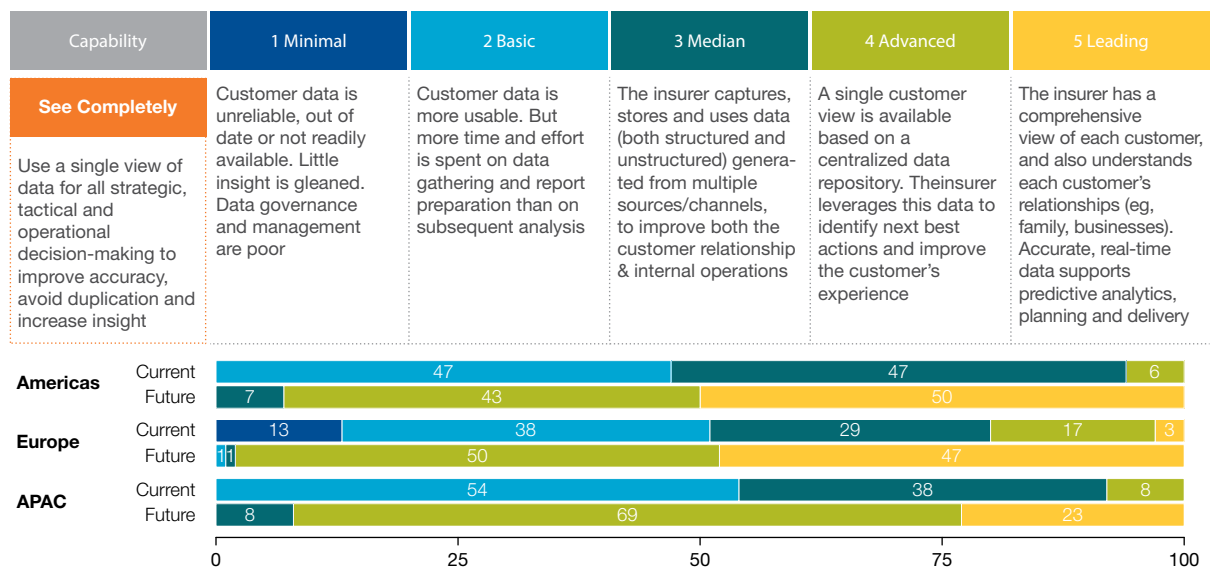 Capability
1 Minimal
2 Basic
3 Median
4 Advanced
5 Leading
See Completely
Use a single view of
data for all strategic,
tactical and
operational
decision-making to
improve accuracy,
avoid duplication and
increase insight
Customer data is
unreliable, out of
date or not readily
available. Little
insight is gleaned.
Data governance
and management
are poor
Customer data is
more usable. But
more time and effort
is spent on data
gathering and report
preparation than on
subsequent analysis
The insurer captures,
stores and uses data
(both structured and
unstructured) genera-
ted from multiple
sources/channels,
to improve both the
customer relationship
& internal operations
A single customer
view is available
based on a
centralized data
repository. Theinsurer
leverages this data to
identify next best
actions and improve
the customer's
experience
The insurer has a
comprehensive
view of each customer,
and also understands
each customer's
relationships (eg,
family, businesses).
Accurate, real-time
data supports
predictive analytics,
planning and delivery
Americas
Current
47 47 6
Future
7 43 50
Europe
Current
13 38 29 17 3
Future
1 1 50 47
APAC
Current
54 38 8
Future
8 69 23
0 25 50 75 100